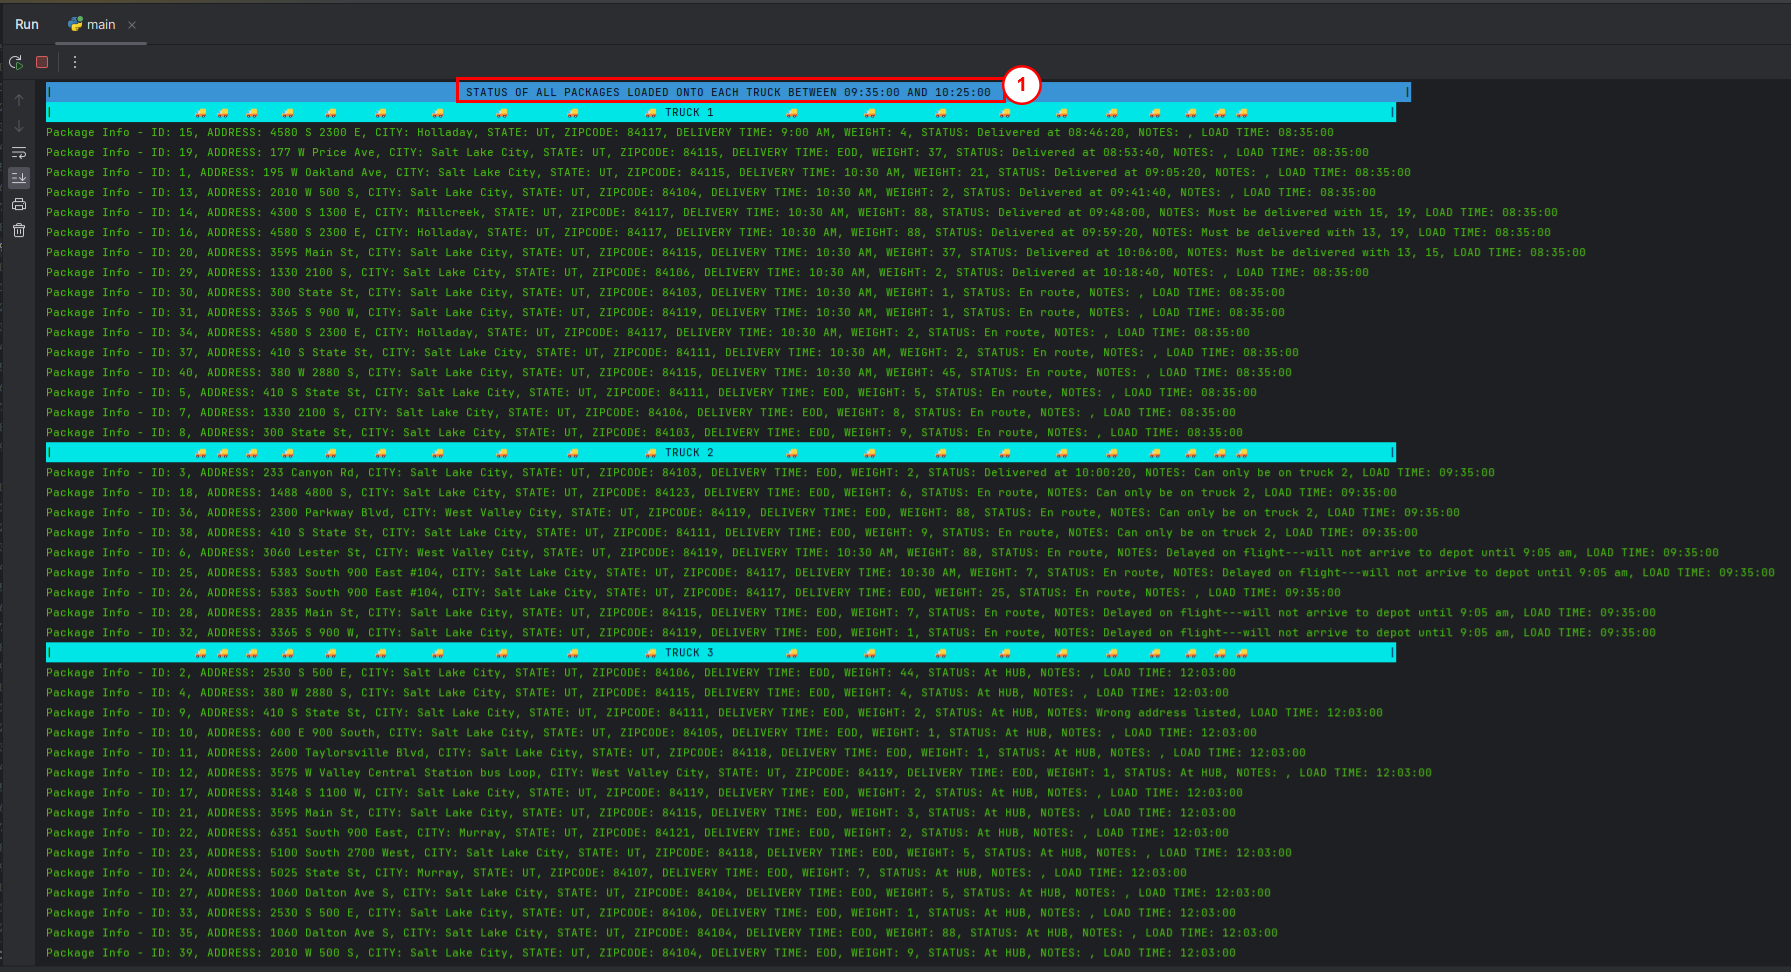 Run main
STATUS OF ALL PACKAGES LOADED ONTO EACH TRUCK BETWEEN 09:35:00 AND 10:25:00 1
TRUCK 1
Package Info - ID: 15, ADDRESS: 4580 S 2300 E, CITY: Holladay, STATE: UT, ZIPCODE: 84117, DELIVERY TIME: 9:00 AM, WEIGHT: 4, STATUS: Delivered at 08:46:20, NOTES: , LOAD TIME: 08:35:00
Package Info - ID: 19, ADDRESS: 177 W Price Ave, CITY: Salt Lake City, STATE: UT, ZIPCODE: 84115, DELIVERY TIME: EOD, WEIGHT: 37, STATUS: Delivered at 08:53:40, NOTES: , LOAD TIME: 08:35:00
Package Info - ID: 1, ADDRESS: 195 W Oakland Ave, CITY: Salt Lake City, STATE: UT, ZIPCODE: 84115, DELIVERY TIME: 10:30 AM, WEIGHT: 21, STATUS: Delivered at 09:05:20, NOTES: , LOAD TIME: 08:35:00
Package Info - ID: 13, ADDRESS: 2010 W 500 S, CITY: Salt Lake City, STATE: UT, ZIPCODE: 84104, DELIVERY TIME: 10:30 AM, WEIGHT: 2, STATUS: Delivered at 09:41:40, NOTES: , LOAD TIME: 08:35:00
Package Info - ID: 14, ADDRESS: 4300 S 1300 E, CITY: Millcreek, STATE: UT, ZIPCODE: 84117, DELIVERY TIME: 10:30 AM, WEIGHT: 88, STATUS: Delivered at 09:48:00, NOTES: Must be delivered with 15, 19, LOAD TIME: 08:35:00
Package Info - ID: 16, ADDRESS: 4580 S 2300 E, CITY: Holladay, STATE: UT, ZIPCODE: 84117, DELIVERY TIME: 10:30 AM, WEIGHT: 88, STATUS: Delivered at 09:59:20, NOTES: Must be delivered with 13, 19, LOAD TIME: 08:35:00
Package Info - ID: 20, ADDRESS: 3595 Main St, CITY: Salt Lake City, STATE: UT, ZIPCODE: 84115, DELIVERY TIME: 10:30 AM, WEIGHT: 37, STATUS: Delivered at 10:06:00, NOTES: Must be delivered with 13, 15, LOAD TIME: 08:35:00
Package Info - ID: 29, ADDRESS: 1330 2100 S, CITY: Salt Lake City, STATE: UT, ZIPCODE: 84106, DELIVERY TIME: 10:30 AM, WEIGHT: 2, STATUS: Delivered at 10:18:40, NOTES: , LOAD TIME: 08:35:00
Package Info - ID: 30, ADDRESS: 300 State St, CITY: Salt Lake City, STATE: UT, ZIPCODE: 84103, DELIVERY TIME: 10:30 AM, WEIGHT: 1, STATUS: En route, NOTES: , LOAD TIME: 08:35:00
Package Info - ID: 31, ADDRESS: 3365 S 900 W, CITY: Salt Lake City, STATE: UT, ZIPCODE: 84119, DELIVERY TIME: 10:30 AM, WEIGHT: 1, STATUS: En route, NOTES: , LOAD TIME: 08:35:00
Package Info - ID: 34, ADDRESS: 4580 S 2300 E, CITY: Holladay, STATE: UT, ZIPCODE: 84117, DELIVERY TIME: 10:30 AM, WEIGHT: 2, STATUS: En route, NOTES: , LOAD TIME: 08:35:00
Package Info - ID: 37, ADDRESS: 410 S State St, CITY: Salt Lake City, STATE: UT, ZIPCODE: 84111, DELIVERY TIME: 10:30 AM, WEIGHT: 2, STATUS: En route, NOTES: , LOAD TIME: 08:35:00
Package Info - ID: 40, ADDRESS: 380 W 2880 S, CITY: Salt Lake City, STATE: UT, ZIPCODE: 84115, DELIVERY TIME: 10:30 AM, WEIGHT: 45, STATUS: En route, NOTES: , LOAD TIME: 08:35:00
Package Info - ID: 5, ADDRESS: 410 S State St, CITY: Salt Lake City, STATE: UT, ZIPCODE: 84111, DELIVERY TIME: EOD, WEIGHT: 5, STATUS: En route, NOTES: , LOAD TIME: 08:35:00
Package Info - ID: 7, ADDRESS: 1330 2100 S, CITY: Salt Lake City, STATE: UT, ZIPCODE: 84106, DELIVERY TIME: EOD, WEIGHT: 8, STATUS: En route, NOTES: , LOAD TIME: 08:35:00
Package Info - ID: 8, ADDRESS: 300 State St, CITY: Salt Lake City, STATE: UT, ZIPCODE: 84103, DELIVERY TIME: EOD, WEIGHT: 9, STATUS: En route, NOTES: , LOAD TIME: 08:35:00
TRUCK 2
Package Info - ID: 3, ADDRESS: 233 Canyon Rd, CITY: Salt Lake City, STATE: UT, ZIPCODE: 84103, DELIVERY TIME: EOD, WEIGHT: 2, STATUS: Delivered at 10:00:20, NOTES: Can only be on truck 2, LOAD TIME: 09:35:00
Package Info - ID: 18, ADDRESS: 1488 4800 S, CITY: Salt Lake City, STATE: UT, ZIPCODE: 84123, DELIVERY TIME: EOD, WEIGHT: 6, STATUS: En route, NOTES: Can only be on truck 2, LOAD TIME: 09:35:00
Package Info - ID: 36, ADDRESS: 2300 Parkway Blvd, CITY: West Valley City, STATE: UT, ZIPCODE: 84119, DELIVERY TIME: EOD, WEIGHT: 88, STATUS: En route, NOTES: Can only be on truck 2, LOAD TIME: 09:35:00
Package Info - ID: 38, ADDRESS: 410 S State St, CITY: Salt Lake City, STATE: UT, ZIPCODE: 84111, DELIVERY TIME: EOD, WEIGHT: 9, STATUS: En route, NOTES: Can only be on truck 2, LOAD TIME: 09:35:00
Package Info - ID: 6, ADDRESS: 3060 Lester St, CITY: West Valley City, STATE: UT, ZIPCODE: 84119, DELIVERY TIME: 10:30 AM, WEIGHT: 88, STATUS: En route, NOTES: Delayed on flight---will not arrive to depot until 9:05 am, LOAD TIME: 09:35:00
Package Info - ID: 25, ADDRESS: 5383 South 900 East #104, CITY: Salt Lake City, STATE: UT, ZIPCODE: 84117, DELIVERY TIME: 10:30 AM, WEIGHT: 7, STATUS: En route, NOTES: Delayed on flight---will not arrive to depot until 9:05 am, LOAD TIME: 09:35:00
Package Info - ID: 26, ADDRESS: 5383 South 900 East #104, CITY: Salt Lake City, STATE: UT, ZIPCODE: 84117, DELIVERY TIME: EOD, WEIGHT: 25, STATUS: En route, NOTES: , LOAD TIME: 09:35:00
Package Info - ID: 28, ADDRESS: 2835 Main St, CITY: Salt Lake City, STATE: UT, ZIPCODE: 84115, DELIVERY TIME: EOD, WEIGHT: 7, STATUS: En route, NOTES: Delayed on flight---will not arrive to depot until 9:05 am, LOAD TIME: 09:35:00
Package Info - ID: 32, ADDRESS: 3365 S 900 W, CITY: Salt Lake City, STATE: UT, ZIPCODE: 84119, DELIVERY TIME: EOD, WEIGHT: 1, STATUS: En route, NOTES: Delayed on flight---will not arrive to depot until 9:05 am, LOAD TIME: 09:35:00
TRUCK 3
Package Info - ID: 2, ADDRESS: 2530 S 500 E, CITY: Salt Lake City, STATE: UT, ZIPCODE: 84106, DELIVERY TIME: EOD, WEIGHT: 44, STATUS: At HUB, NOTES: , LOAD TIME: 12:03:00
Package Info - ID: 4, ADDRESS: 380 W 2880 S, CITY: Salt Lake City, STATE: UT, ZIPCODE: 84115, DELIVERY TIME: EOD, WEIGHT: 4, STATUS: At HUB, NOTES: , LOAD TIME: 12:03:00
Package Info - ID: 9, ADDRESS: 410 S State St, CITY: Salt Lake City, STATE: UT, ZIPCODE: 84111, DELIVERY TIME: EOD, WEIGHT: 2, STATUS: At HUB, NOTES: Wrong address listed, LOAD TIME: 12:03:00
Package Info - ID: 10, ADDRESS: 600 E 900 South, CITY: Salt Lake City, STATE: UT, ZIPCODE: 84105, DELIVERY TIME: EOD, WEIGHT: 1, STATUS: At HUB, NOTES: , LOAD TIME: 12:03:00
Package Info - ID: 11, ADDRESS: 2600 Taylorsville Blvd, CITY: Salt Lake City, STATE: UT, ZIPCODE: 84118, DELIVERY TIME: EOD, WEIGHT: 1, STATUS: At HUB, NOTES: , LOAD TIME: 12:03:00
Package Info - ID: 12, ADDRESS: 3575 W Valley Central Station bus Loop, CITY: West Valley City, STATE: UT, ZIPCODE: 84119, DELIVERY TIME: EOD, WEIGHT: 1, STATUS: At HUB, NOTES: , LOAD TIME: 12:03:00
Package Info - ID: 17, ADDRESS: 3148 S 1100 W, CITY: Salt Lake City, STATE: UT, ZIPCODE: 84119, DELIVERY TIME: EOD, WEIGHT: 2, STATUS: At HUB, NOTES: , LOAD TIME: 12:03:00
Package Info - ID: 21, ADDRESS: 3595 Main St, CITY: Salt Lake City, STATE: UT, ZIPCODE: 84115, DELIVERY TIME: EOD, WEIGHT: 3, STATUS: At HUB, NOTES: , LOAD TIME: 12:03:00
Package Info - ID: 22, ADDRESS: 6351 South 900 East, CITY: Murray, STATE: UT, ZIPCODE: 84121, DELIVERY TIME: EOD, WEIGHT: 2, STATUS: At HUB, NOTES: , LOAD TIME: 12:03:00
Package Info - ID: 23, ADDRESS: 5100 South 2700 West, CITY: Salt Lake City, STATE: UT, ZIPCODE: 84118, DELIVERY TIME: EOD, WEIGHT: 5, STATUS: At HUB, NOTES: , LOAD TIME: 12:03:00
Package Info - ID: 24, ADDRESS: 5025 State St, CITY: Murray, STATE: UT, ZIPCODE: 84107, DELIVERY TIME: EOD, WEIGHT: 7, STATUS: At HUB, NOTES: , LOAD TIME: 12:03:00
Package Info - ID: 27, ADDRESS: 1060 Dalton Ave S, CITY: Salt Lake City, STATE: UT, ZIPCODE: 84104, DELIVERY TIME: EOD, WEIGHT: 5, STATUS: At HUB, NOTES: , LOAD TIME: 12:03:00
Package Info - ID: 33, ADDRESS: 2530 S 500 E, CITY: Salt Lake City, STATE: UT, ZIPCODE: 84106, DELIVERY TIME: EOD, WEIGHT: 1, STATUS: At HUB, NOTES: , LOAD TIME: 12:03:00
Package Info - ID: 35, ADDRESS: 1060 Dalton Ave S, CITY: Salt Lake City, STATE: UT, ZIPCODE: 84104, DELIVERY TIME: EOD, WEIGHT: 88, STATUS: At HUB, NOTES: , LOAD TIME: 12:03:00
Package Info - ID: 39, ADDRESS: 2010 W 500 S, CITY: Salt Lake City, STATE: UT, ZIPCODE: 84104, DELIVERY TIME: EOD, WEIGHT: 9, STATUS: At HUB, NOTES: , LOAD TIME: 12:03:00